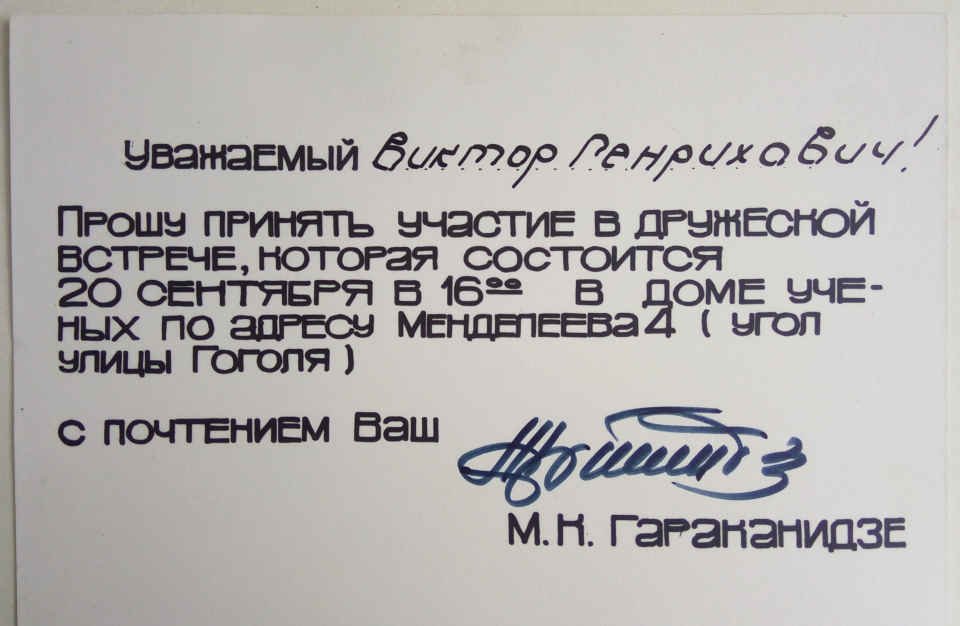 Уважаемый Виктор Генрихович!
Прошу принять участие в дружеской
встрече, которая состоится
20 сентября в 16⁰⁰ в Доме уче-
ных по адресу Менделеева 4 ( угол
улицы Гоголя )
с почтением Ваш
М. К. Гараканидзе